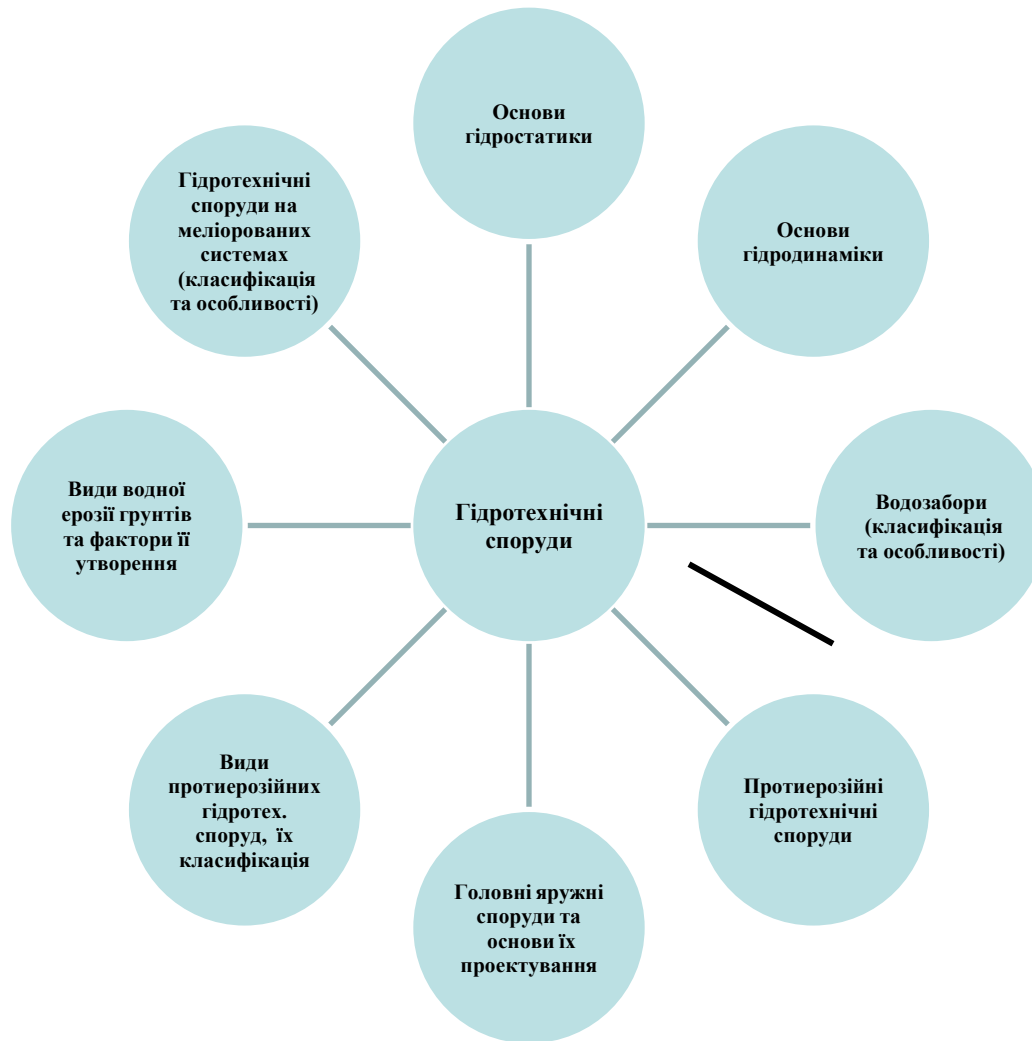 Основи
гідростатики
Гідротехнічні
споруди на
меліорованих
системах
(класифікація
та особливості)
Основи
гідродинаміки
Види водної
ерозії грунтів
та фактори її
утворення
Гідротехнічні
споруди
Водозабори
(класифікація
та особливості)
Види
протиерозійних
гідротех.
споруд, їх
класифікація
Протиерозійні
гідротехнічні
споруди
Головні яружні
споруди та
основи їх
проектування